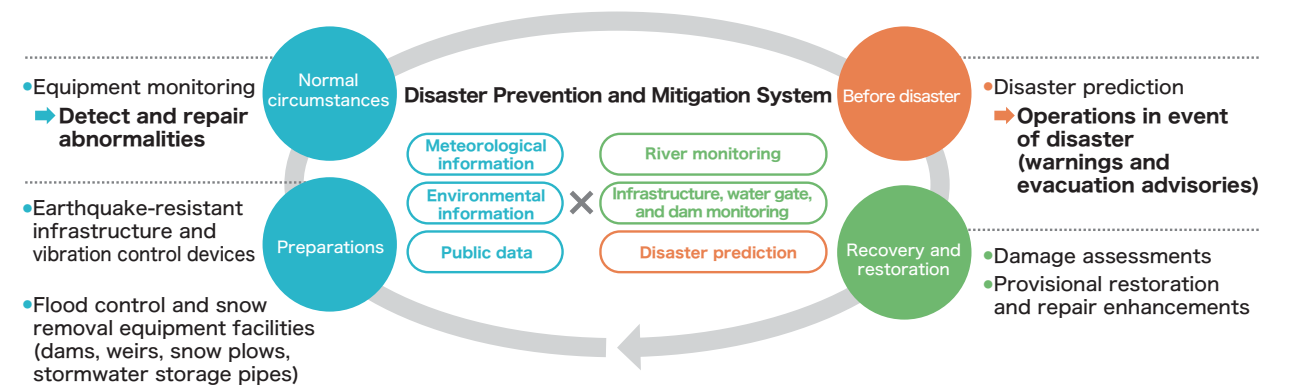 Normal
circumstances
●Equipment monitoring
➡Detect and repair
abnormalities
Preparations
●Earthquake-resistant
infrastructure and
vibration control devices
●Flood control and snow
removal equipment facilities
(dams, weirs, snow plows,
stormwater storage pipes)
Disaster Prevention and Mitigation System
Meteorological
information
Environmental
information
Public data
×
River monitoring
Infrastructure, water gate,
and dam monitoring
Disaster prediction
Before disaster
●Disaster prediction
➡Operations in event
of disaster
(warnings and
evacuation advisories)
Recovery and
restoration
●Damage assessments
●Provisional restoration
and repair enhancements